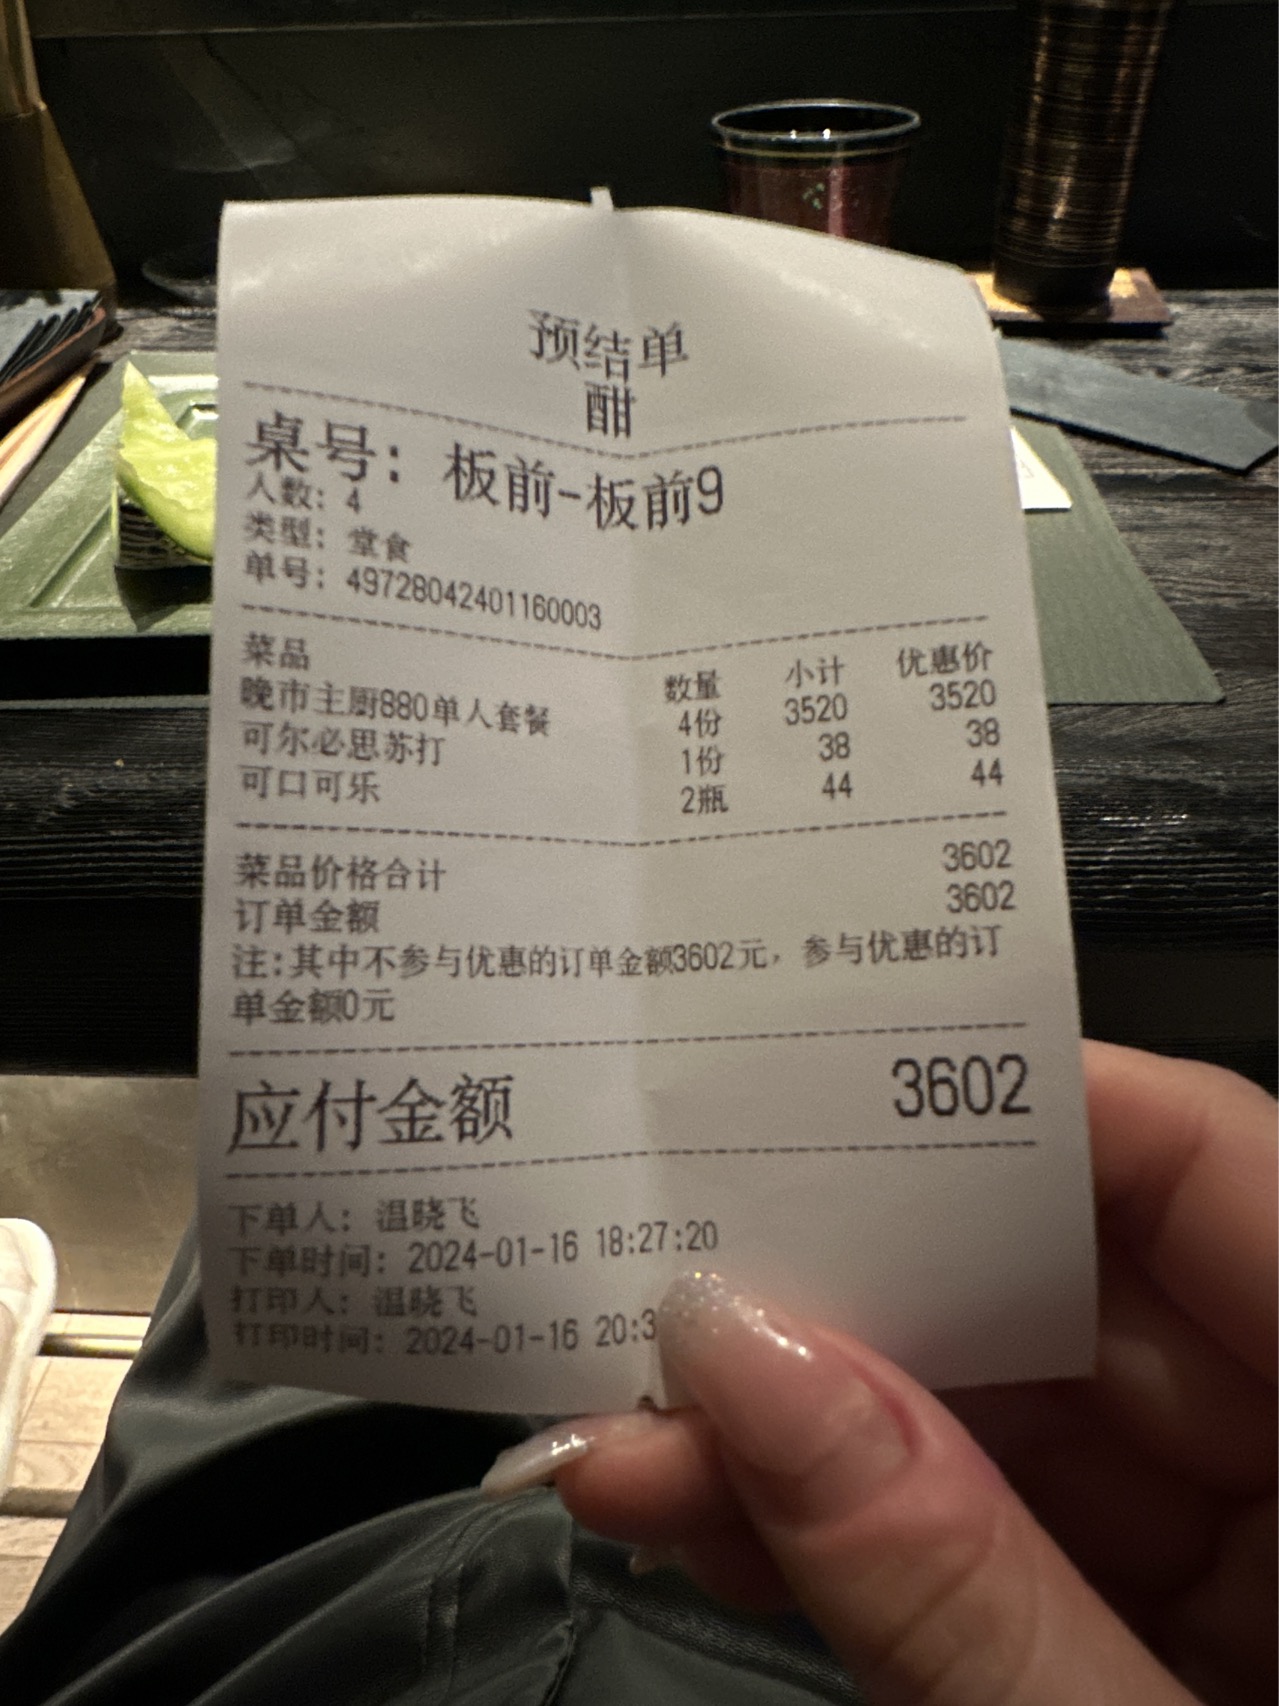 预结单
酣
桌号：板前-板前9
人数：4
类型：堂食
单号：49728042401160003
菜品 数量 小计 优惠价
晚市主厨880单人套餐 4份 3520 3520
可尔必思苏打 1份 38 38
可口可乐 2瓶 44 44
菜品价格合计 3602
订单金额 3602
注:其中不参与优惠的订单金额3602元，参与优惠的订
单金额0元
应付金额 3602
下单人：温晓飞
下单时间：2024-01-16 18:27:20
打印人：温晓飞
打印时间：2024-01-16 20:3